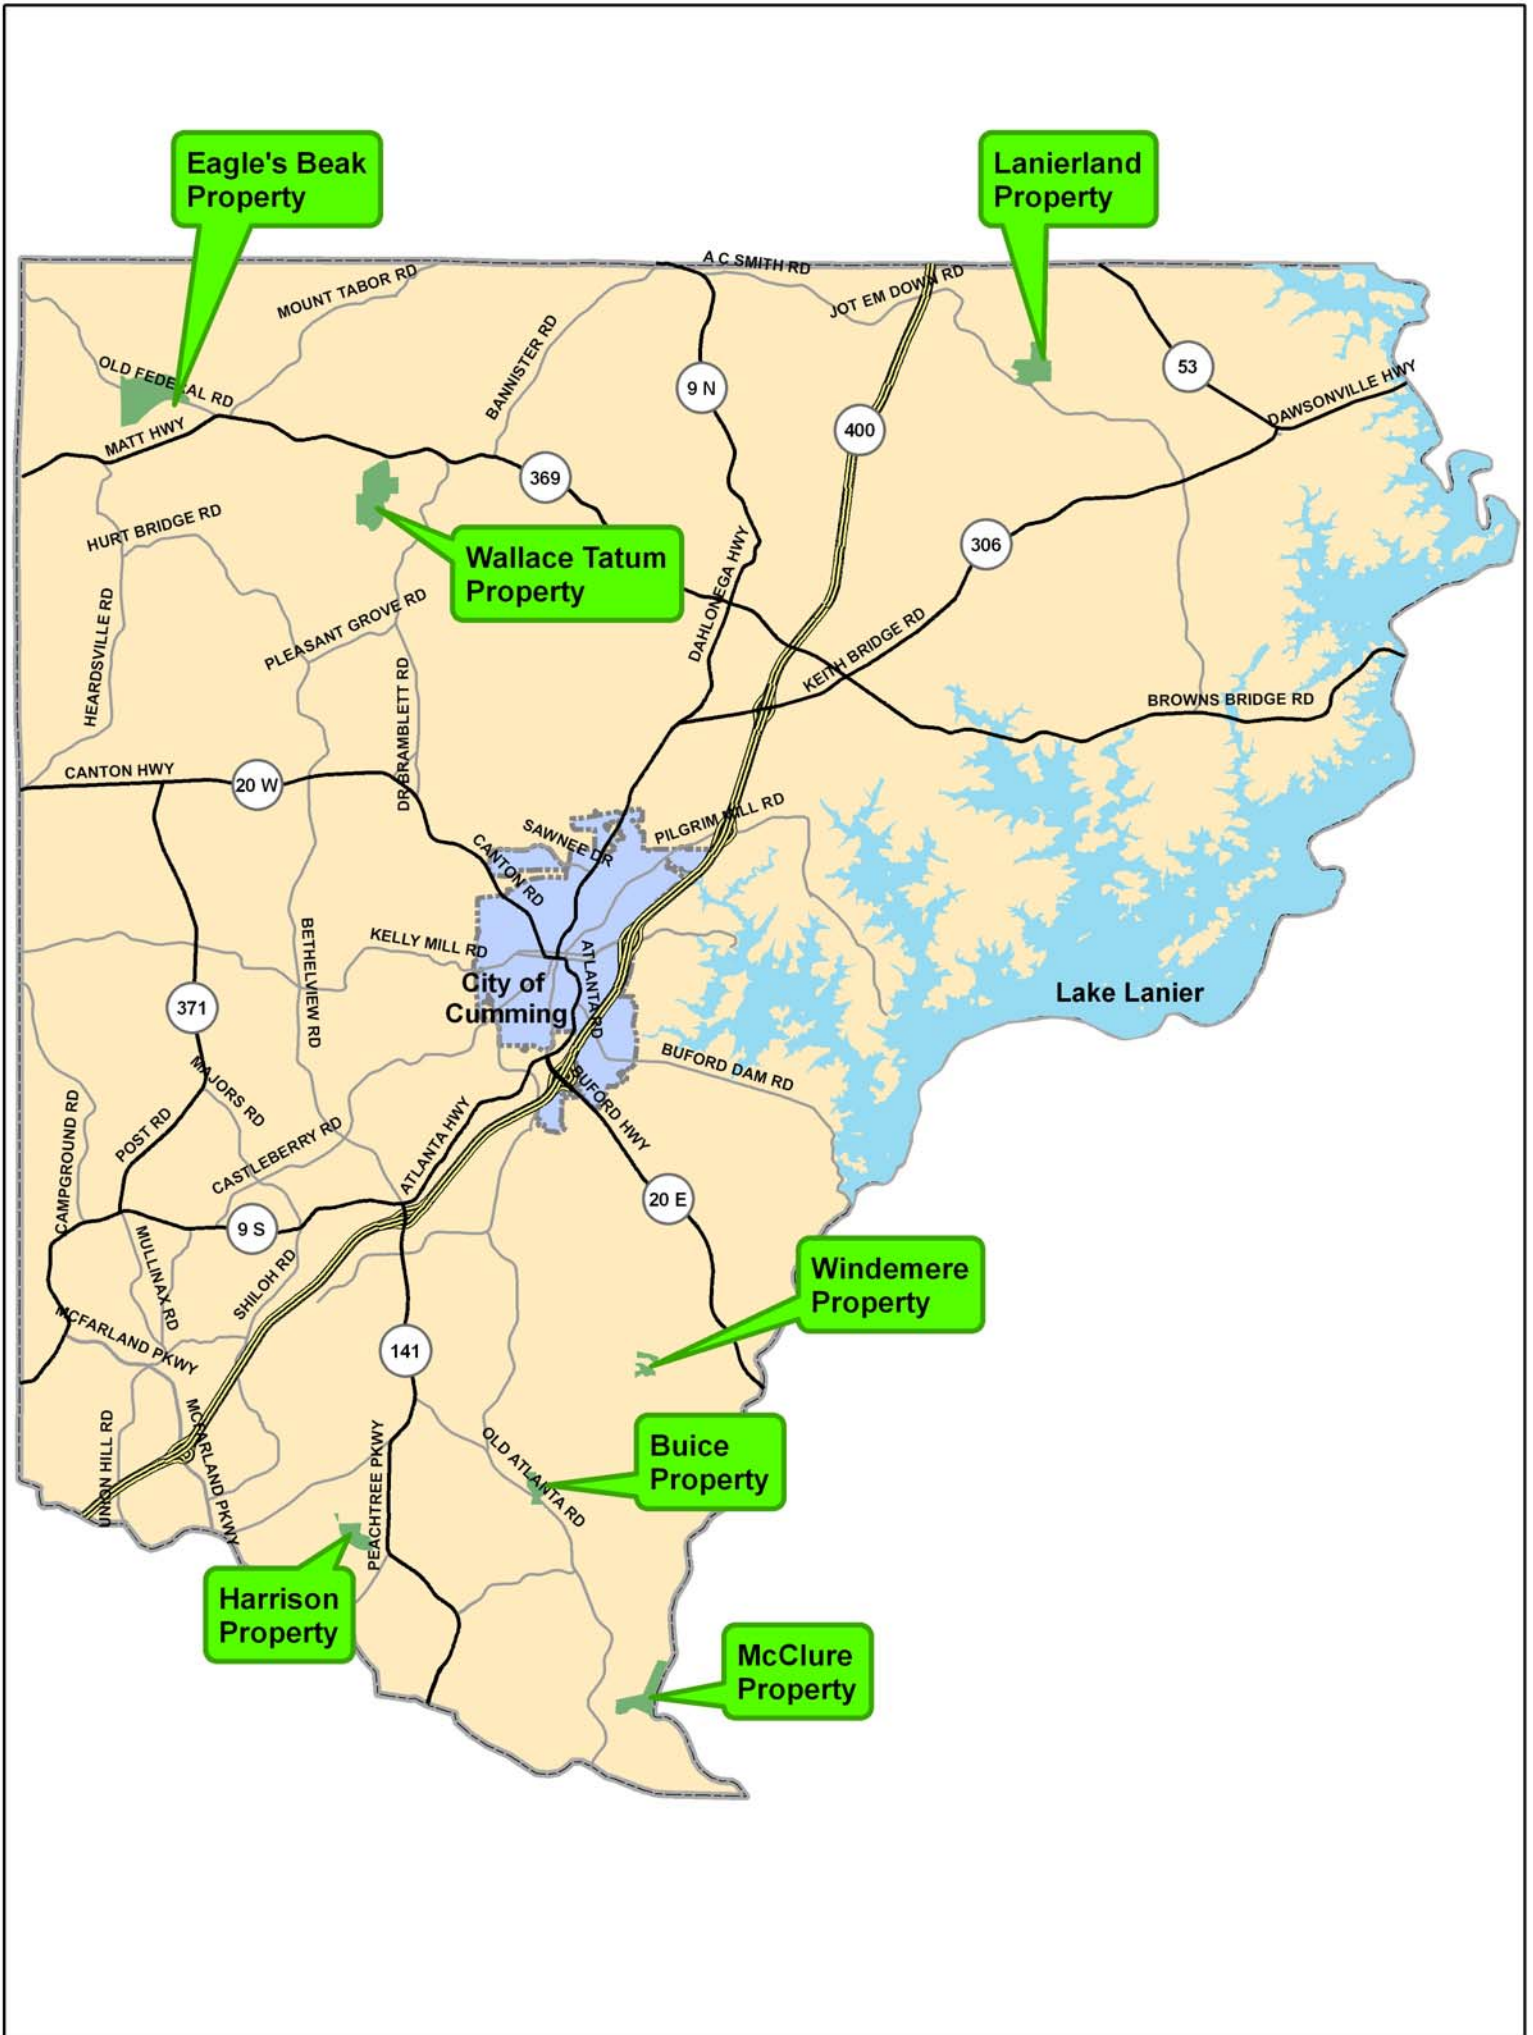 Eagle's Beak
Property
Lanierland
Property
A C SMITH RD
MOUNT TABOR RD
JOT EM DOWN RD
BANNISTER RD
OLD FEDERAL RD
53
9 N
DAWSONVILLE HWY
MATT HWY
400
369
HURT BRIDGE RD
306
Wallace Tatum
Property
DAHLONEGA HWY
HEARDSVILLE RD
PLEASANT GROVE RD
KEITH BRIDGE RD
DR BRAMBLETT RD
BROWNS BRIDGE RD
CANTON HWY
20 W
SAWNEE DR
PILGRIM MILL RD
CANTON RD
BETHELVIEW RD
KELLY MILL RD
ATLANTA RD
City of
Cumming
Lake Lanier
371
MAJORS RD
BUFORD DAM RD
BUFORD HWY
CAMPGROUND RD
POST RD
CASTLEBERRY RD
ATLANTA HWY
20 E
9 S
MULLINAX RD
SHILOH RD
Windemere
Property
MCFARLAND PKWY
141
UNION HILL RD
MCFARLAND PKWY
PEACHTREE PKWY
OLD ATLANTA RD
Buice
Property
Harrison
Property
McClure
Property